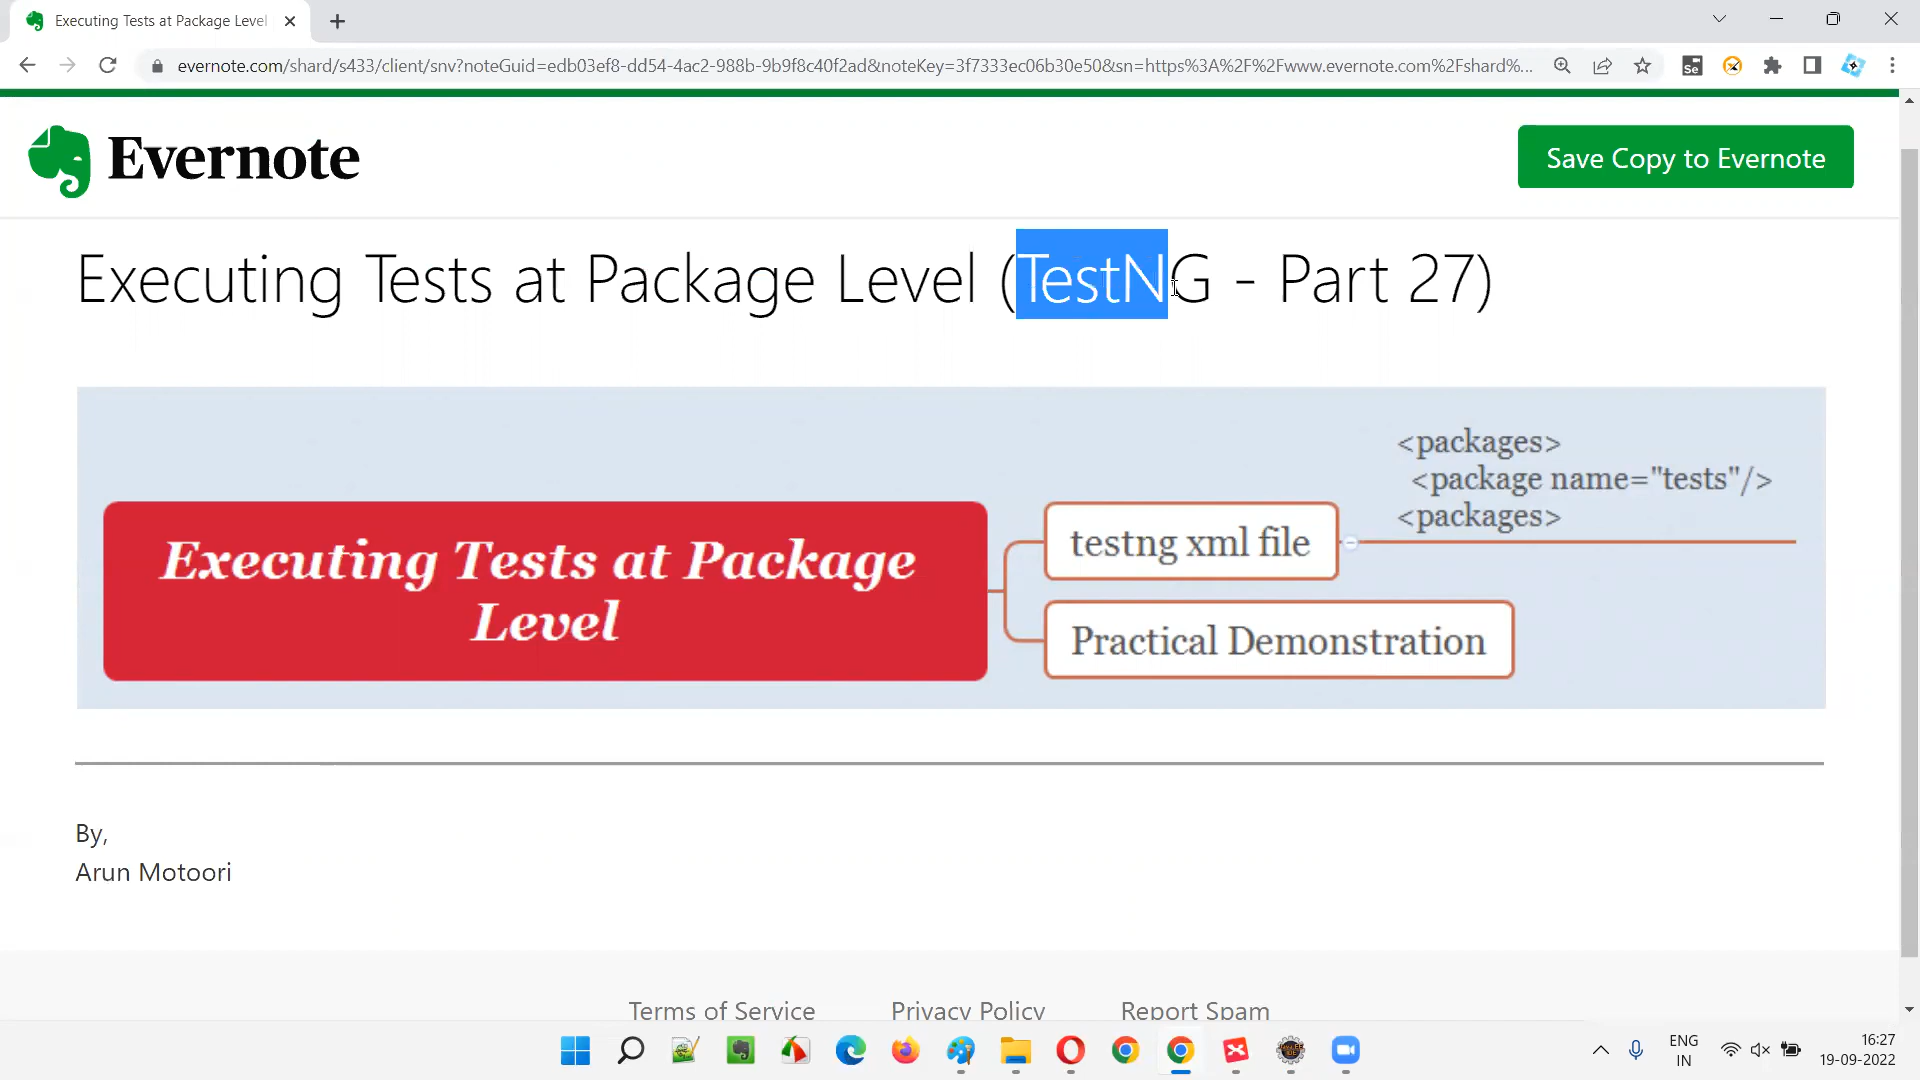 Executing Tests at Package Level
evernote.com/shard/s433/client/snv?noteGuid=edb03ef8-dd54-4ac2-988b-9b9f8c40f2ad&noteKey=3f7333ec06b30e50&sn=https%3A%2F%2Fwww.evernote.com%2Fshard%...
Se
Evernote
Save Copy to Evernote
Executing Tests at Package Level (TestNG - Part 27)
<packages>
<package name="tests"/>
<packages>
Executing Tests at Package
Level
testng xml file
Practical Demonstration
By,
Arun Motoori
Terms of Service Privacy Policy Report Spam
ENG
IN
16:27
19-09-2022